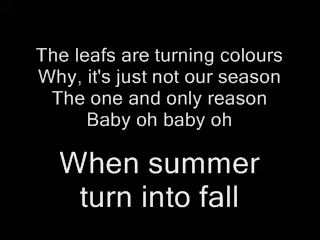 The leafs are turning colours
Why, it's just not our season
The one and only reason
Baby oh baby oh
When summer
turn into fall